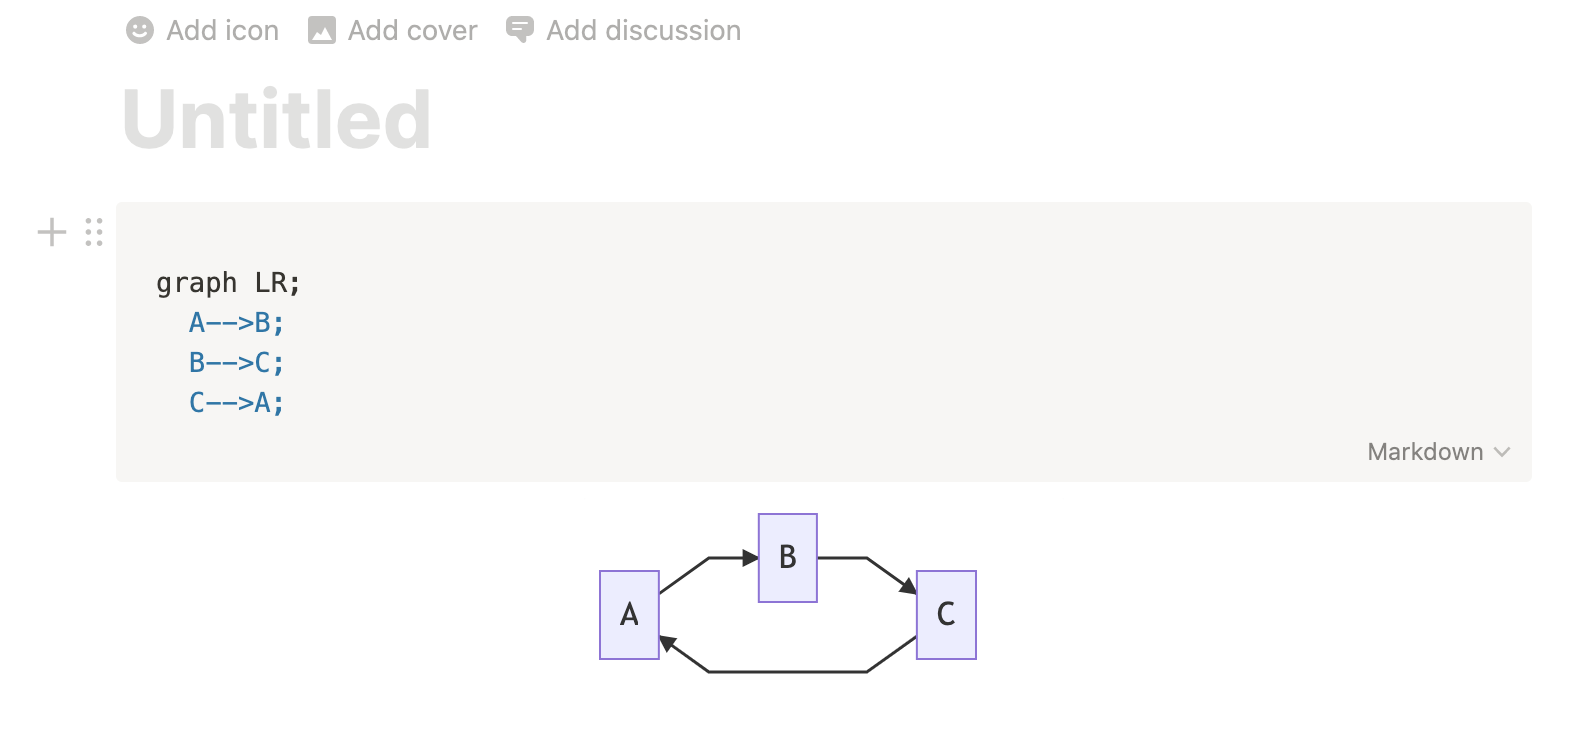 Add icon Add cover Add discussion
Untitled
graph LR;
  A-->B;
  B-->C;
  C-->A;
Markdown
B
A
C